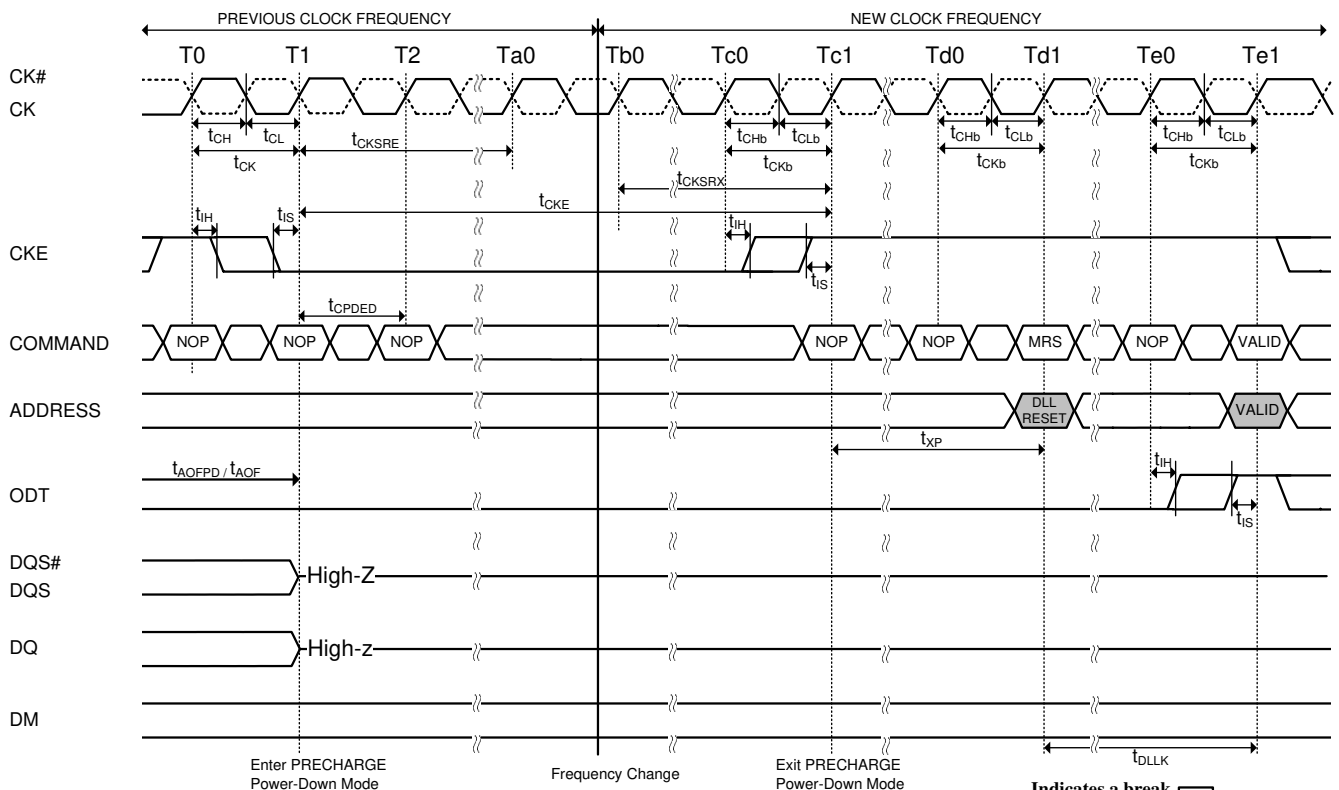 PREVIOUS CLOCK FREQUENCY NEW CLOCK FREQUENCY
T0 T1 T2 Ta0 Tb0 Tc0 Tc1 Td0 Td1 Te0 Te1
CK#
CK
tCH tCL tCKSRE tCHb tCLb tCHb tCLb tCHb tCLb
tCK tCKb tCKb tCKb
tCKSRX
tCKE
tIH tIS tIH
CKE
tIS
tCPDED
COMMAND NOP NOP NOP NOP NOP MRS NOP VALID
ADDRESS DLL RESET VALID
tXP
tAOFPD / tAOF tIH
ODT
tIS
DQS#
DQS High-Z
DQ High-z
DM
tDLLK
Enter PRECHARGE
Power-Down Mode
Frequency Change
Exit PRECHARGE
Power-Down Mode
Indicates a break